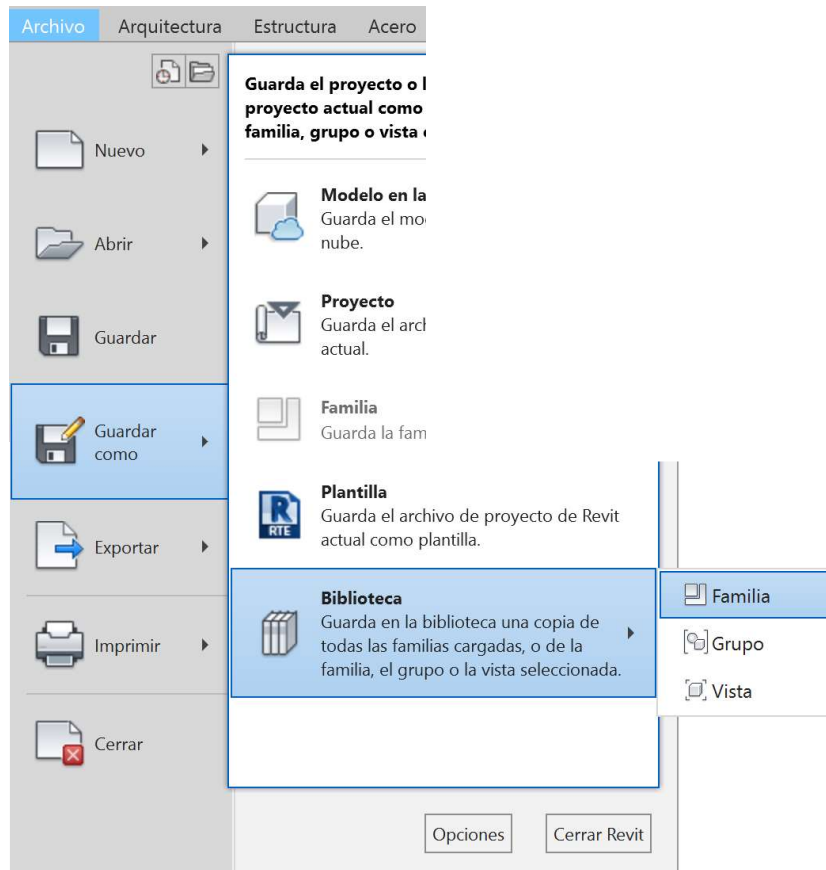 Archivo Arquitectura Estructura Acero
Guarda el proyecto o l
proyecto actual como
familia, grupo o vista
Nuevo
Modelo en la
Guarda el mo
nube.
Abrir
Proyecto
Guarda el arch
actual.
Guardar
Familia
Guarda la fam
Guardar
como
Plantilla
Guarda el archivo de proyecto de Revit
actual como plantilla.
RTE
Exportar
Biblioteca
Guarda en la biblioteca una copia de
todas las familias cargadas, o de la
familia, el grupo o la vista seleccionada.
Familia
Grupo
Vista
Imprimir
Cerrar
Opciones Cerrar Revit